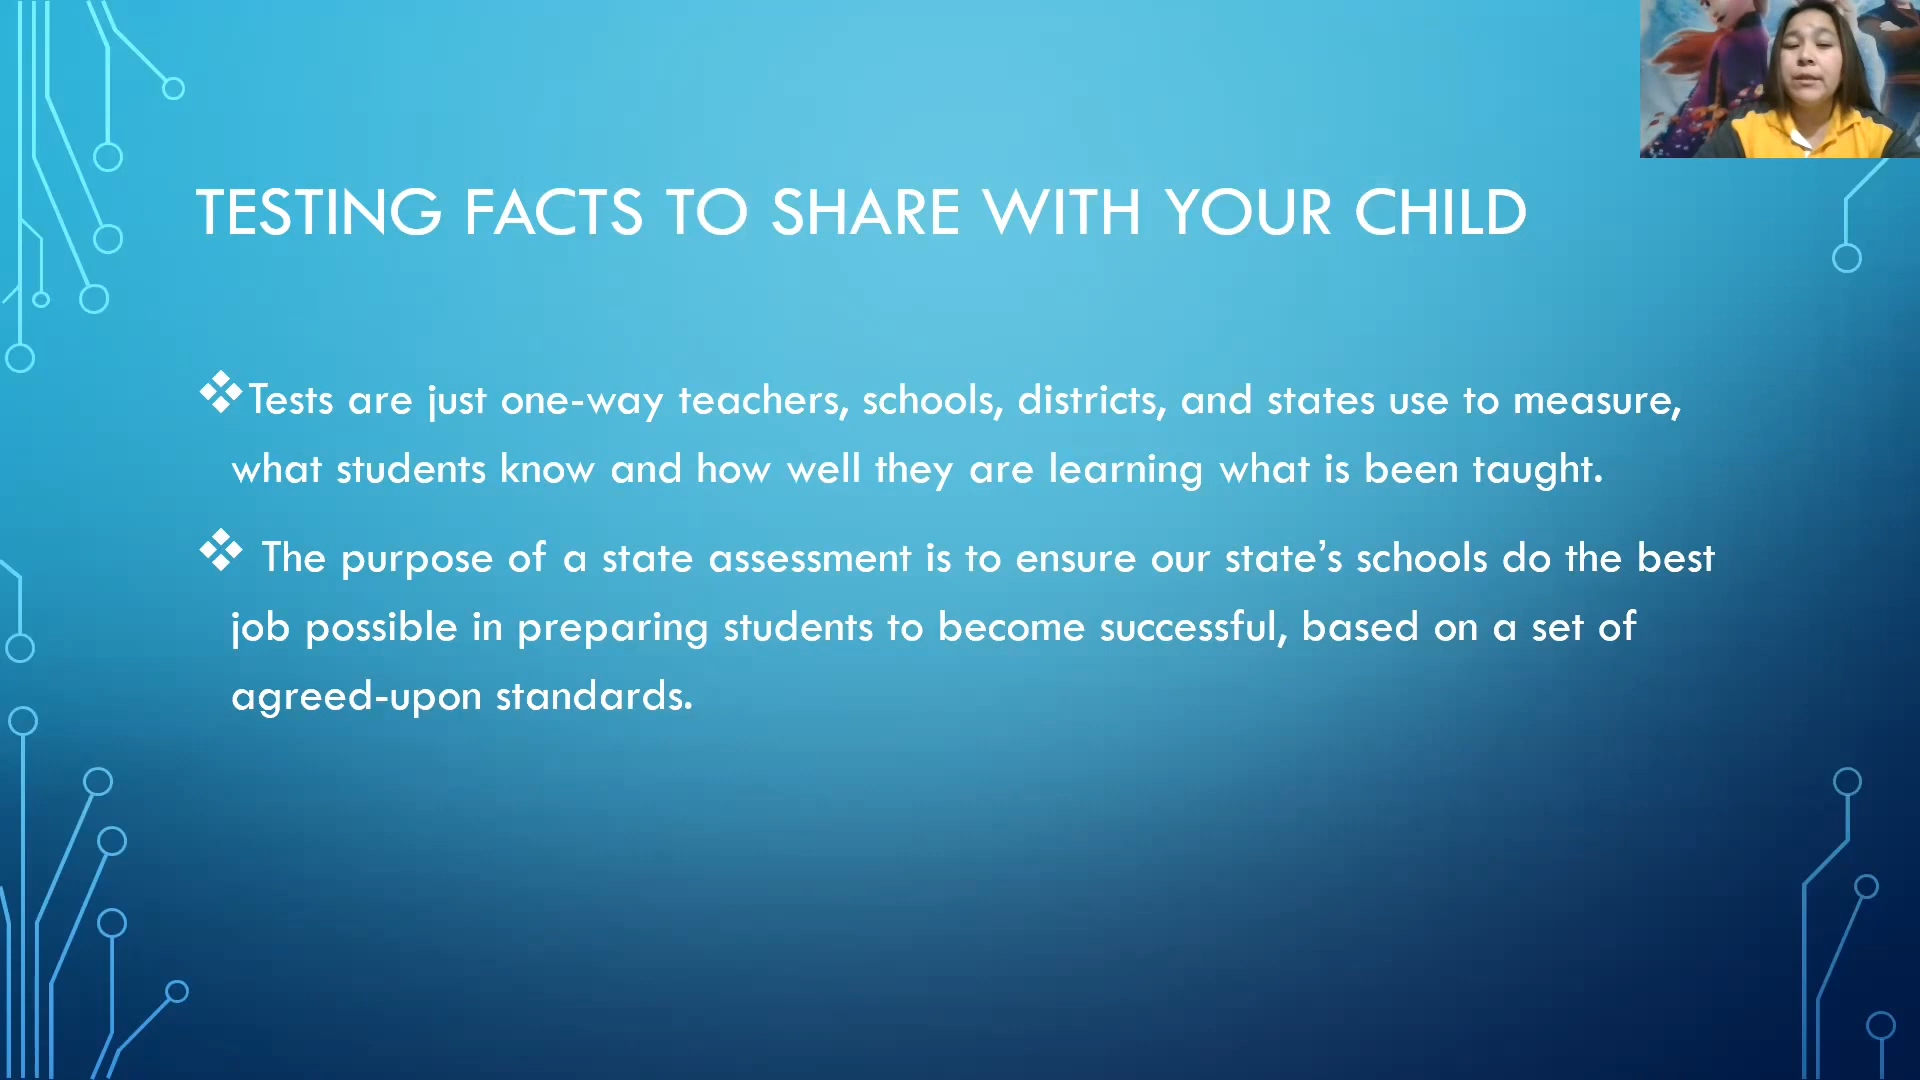 TESTING FACTS TO SHARE WITH YOUR CHILD
❖Tests are just one-way teachers, schools, districts, and states use to measure,
what students know and how well they are learning what is been taught.
❖ The purpose of a state assessment is to ensure our state’s schools do the best
job possible in preparing students to become successful, based on a set of
agreed-upon standards.